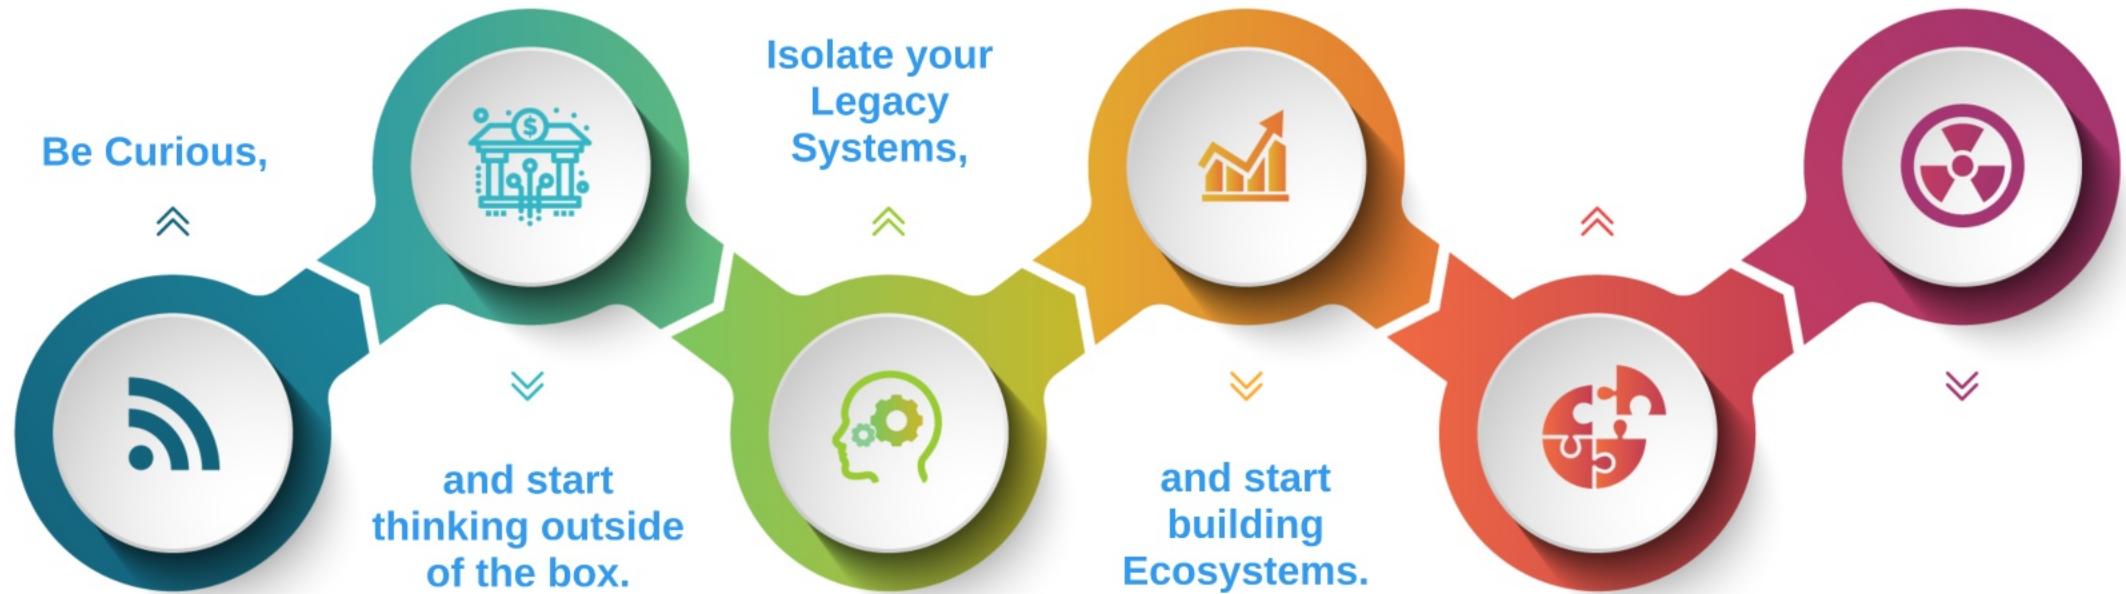 Be Curious,
$
and start
thinking outside
of the box.
Isolate your
Legacy
Systems,
and start
building
Ecosystems.